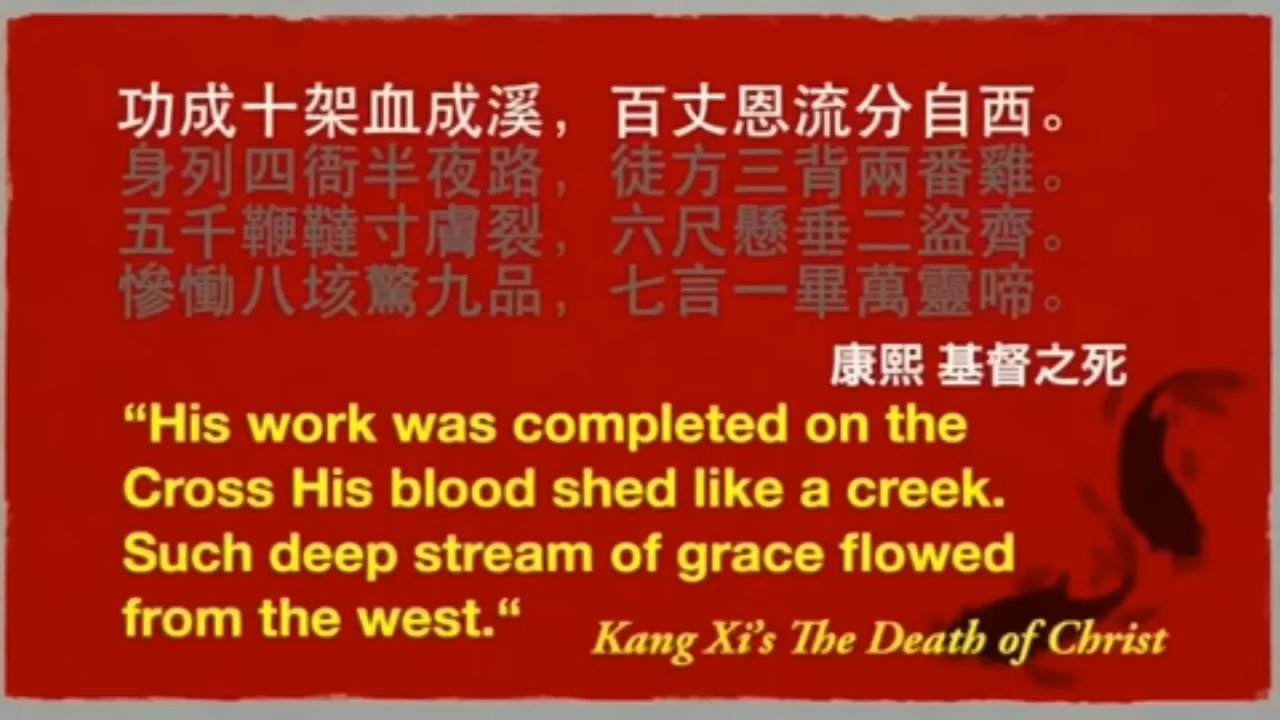 功成十架血成溪，百丈恩流分自西。
身列四衙半夜路，徒方三背兩番雞。
五千鞭韃寸膚裂，六尺懸垂二盜齊。
慘慟八垓驚九品，七言一畢萬靈啼。
康熙 基督之死
“His work was completed on the
Cross His blood shed like a creek.
Such deep stream of grace flowed
from the west.“
Kang Xi’s The Death of Christ